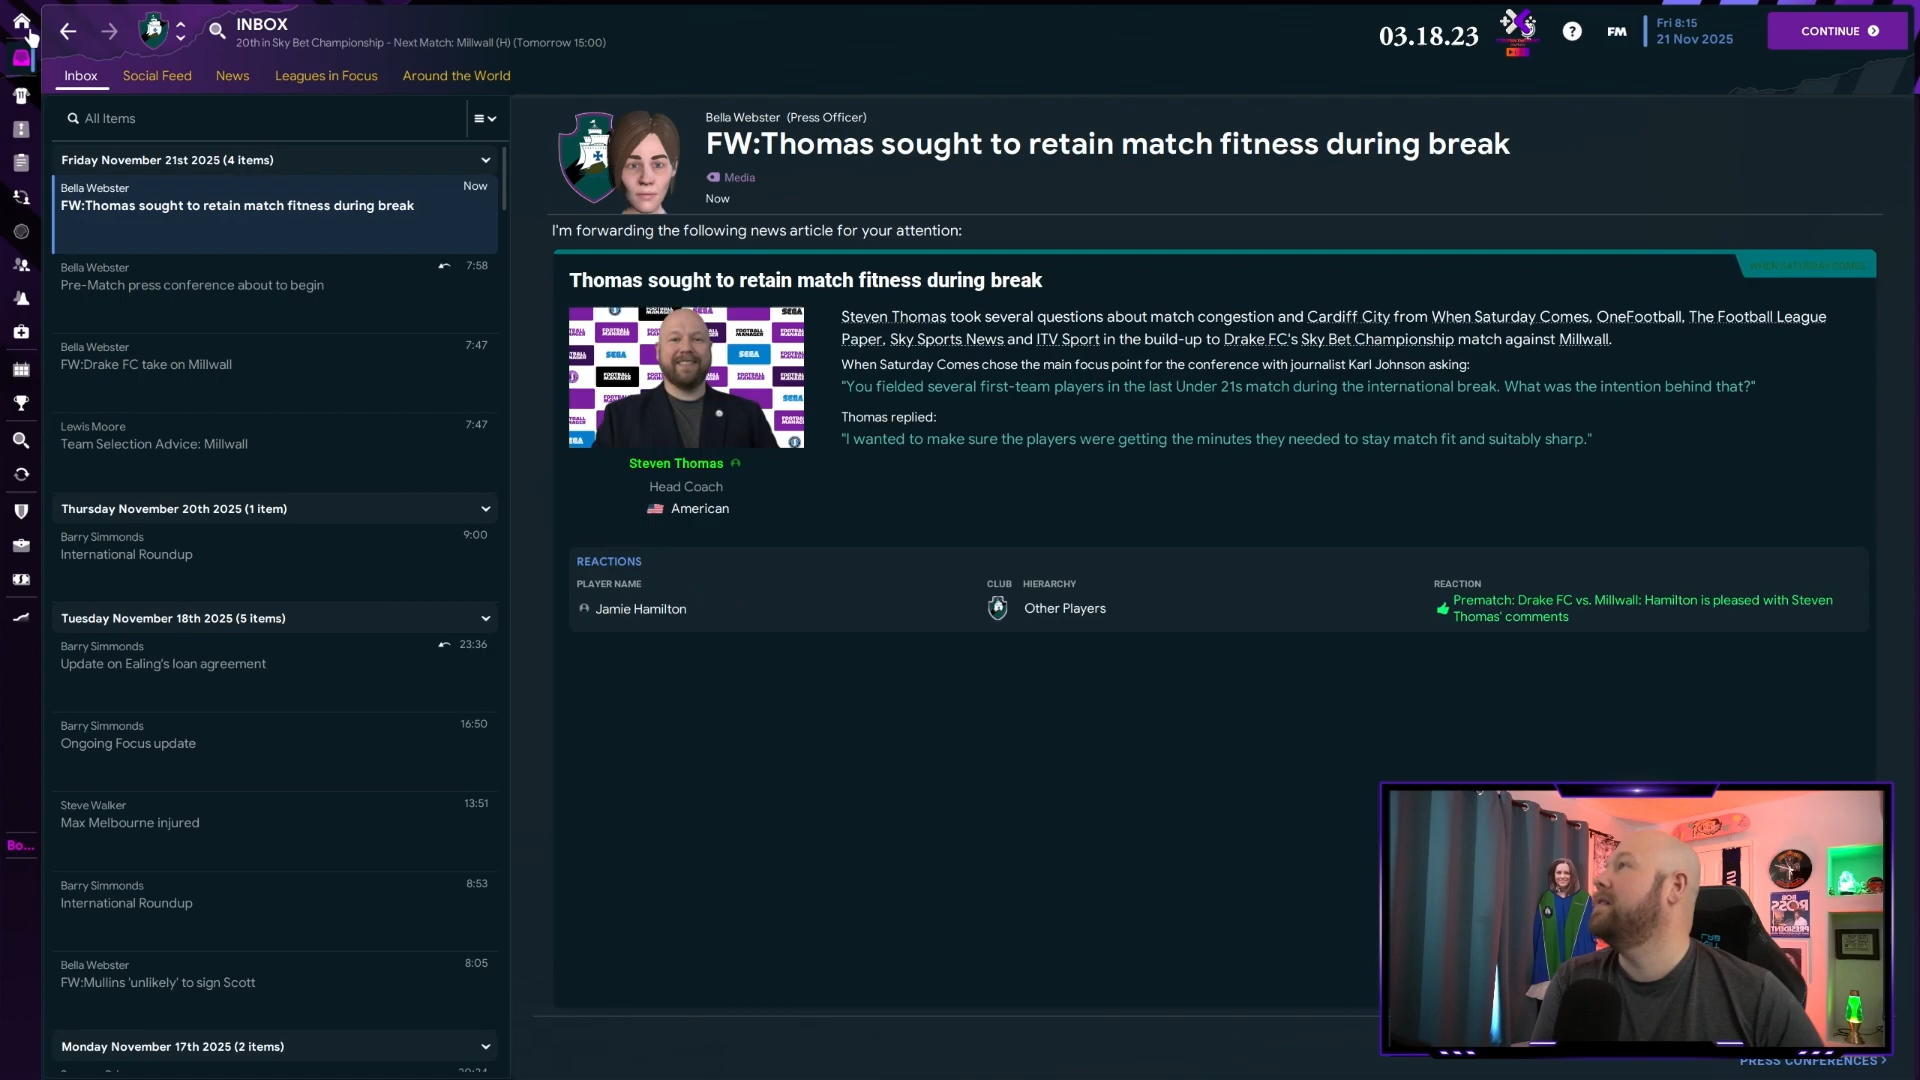 INBOX
20th in Sky Bet Championship - Next Match: Millwall (H) (Tomorrow 15:00)
03.18.23
FM
Fri 8:15
21 Nov 2025
CONTINUE
Inbox
Social Feed
News
Leagues in Focus
Around the World
All Items
Friday November 21st 2025 (4 items)
Bella Webster
Now
FW:Thomas sought to retain match fitness during break
Bella Webster
7:58
Pre-Match press conference about to begin
Bella Webster
7:47
FW:Drake FC take on Millwall
Lewis Moore
7:47
Team Selection Advice: Millwall
Thursday November 20th 2025 (1 item)
Barry Simmonds
9:00
International Roundup
Tuesday November 18th 2025 (5 items)
Barry Simmonds
23:36
Update on Ealing's loan agreement
Barry Simmonds
16:50
Ongoing Focus update
Steve Walker
13:51
Max Melbourne injured
Barry Simmonds
8:53
International Roundup
Bella Webster
8:05
FW:Mullins 'unlikely' to sign Scott
Monday November 17th 2025 (2 items)
Bo...
Bella Webster (Press Officer)
FW:Thomas sought to retain match fitness during break
Media
Now
I'm forwarding the following news article for your attention:
WHEN SATURDAY COMES
Thomas sought to retain match fitness during break
Steven Thomas took several questions about match congestion and Cardiff City from When Saturday Comes, OneFootball, The Football League
Paper, Sky Sports News and ITV Sport in the build-up to Drake FC's Sky Bet Championship match against Millwall.
When Saturday Comes chose the main focus point for the conference with journalist Karl Johnson asking:
"You fielded several first-team players in the last Under 21s match during the international break. What was the intention behind that?"
Thomas replied:
"I wanted to make sure the players were getting the minutes they needed to stay match fit and suitably sharp."
Steven Thomas
Head Coach
American
REACTIONS
PLAYER NAME
CLUB
HIERARCHY
REACTION
Jamie Hamilton
Other Players
Prematch: Drake FC vs. Millwall: Hamilton is pleased with Steven
Thomas' comments
PRESS CONFERENCES